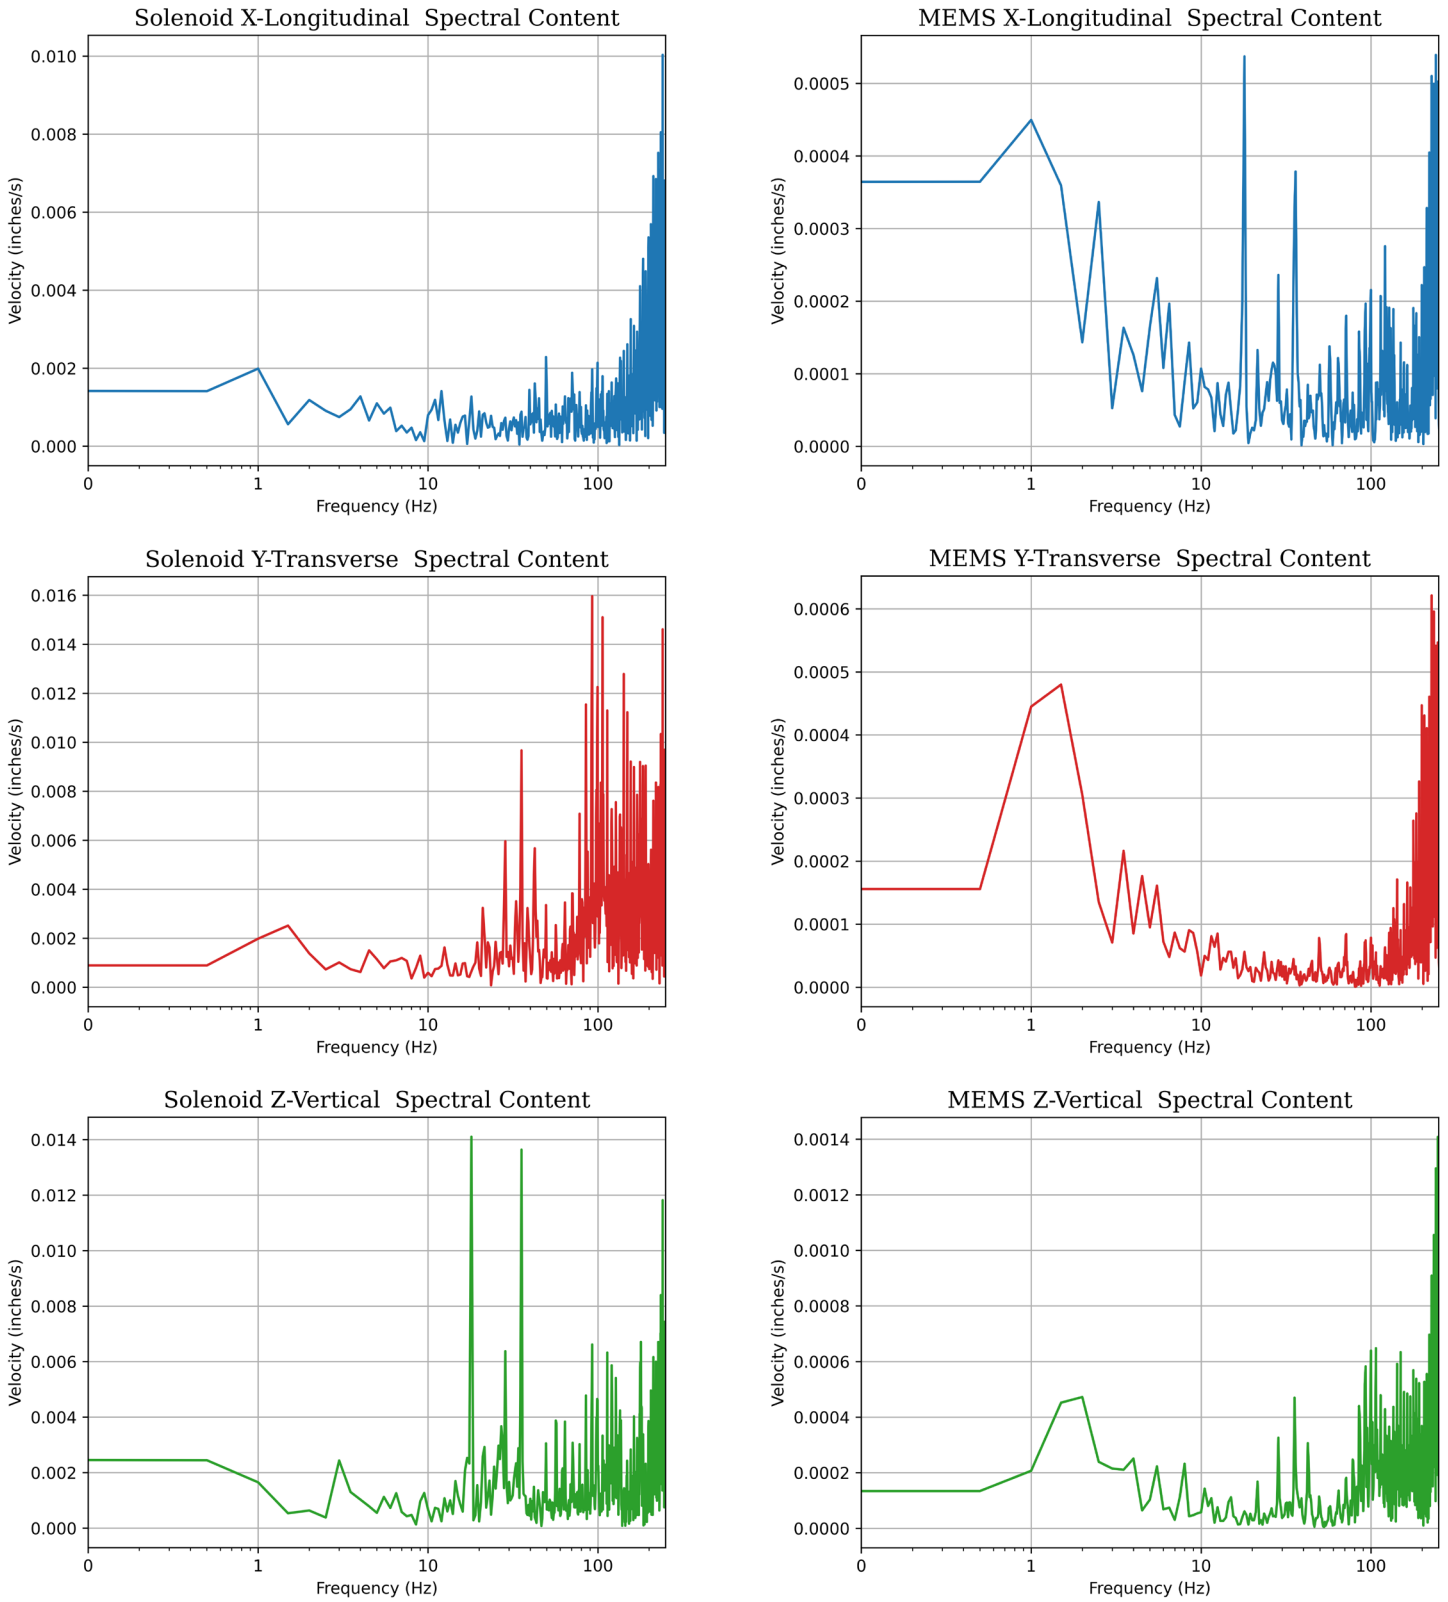 Solenoid X-Longitudinal  Spectral Content
0.010
0.008
0.006
0.004
0.002
0.000
Velocity (inches/s)
0 1 10 100
Frequency (Hz)
MEMS X-Longitudinal  Spectral Content
0.0005
0.0004
0.0003
0.0002
0.0001
0.0000
Velocity (inches/s)
0 1 10 100
Frequency (Hz)
Solenoid Y-Transverse  Spectral Content
0.016
0.014
0.012
0.010
0.008
0.006
0.004
0.002
0.000
Velocity (inches/s)
0 1 10 100
Frequency (Hz)
MEMS Y-Transverse  Spectral Content
0.0006
0.0005
0.0004
0.0003
0.0002
0.0001
0.0000
Velocity (inches/s)
0 1 10 100
Frequency (Hz)
Solenoid Z-Vertical  Spectral Content
0.014
0.012
0.010
0.008
0.006
0.004
0.002
0.000
Velocity (inches/s)
0 1 10 100
Frequency (Hz)
MEMS Z-Vertical  Spectral Content
0.0014
0.0012
0.0010
0.0008
0.0006
0.0004
0.0002
0.0000
Velocity (inches/s)
0 1 10 100
Frequency (Hz)